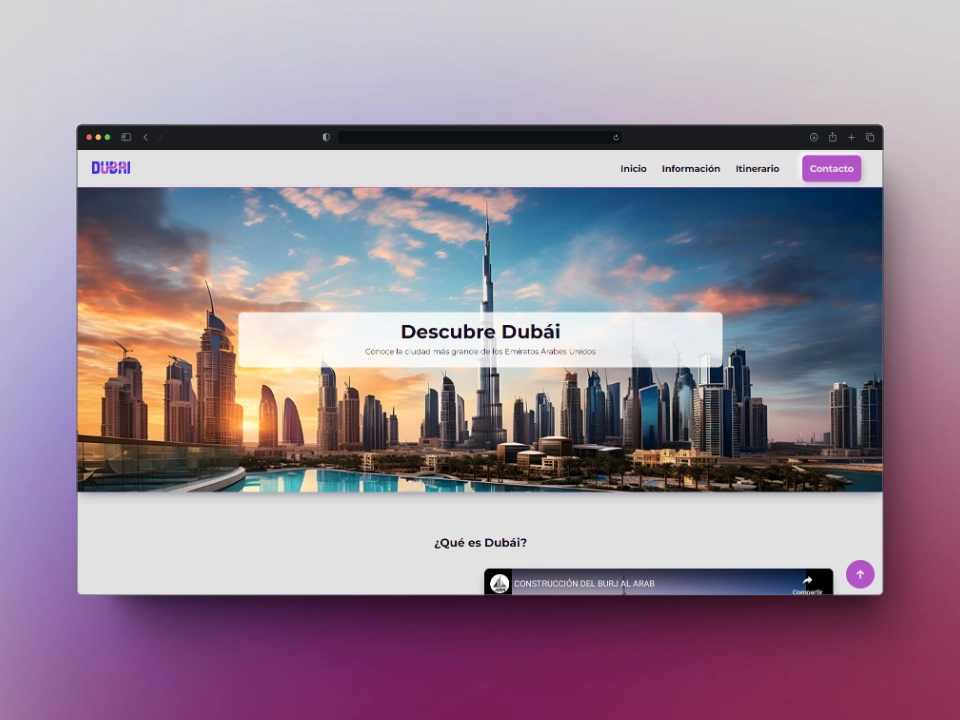 DUBAI
Inicio Información Itinerario Contacto
Descubre Dubái
Conoce la ciudad más grande de los Emiratos Árabes Unidos
¿Qué es Dubái?
CONSTRUCCIÓN DEL BURJ AL ARAB
Compartir